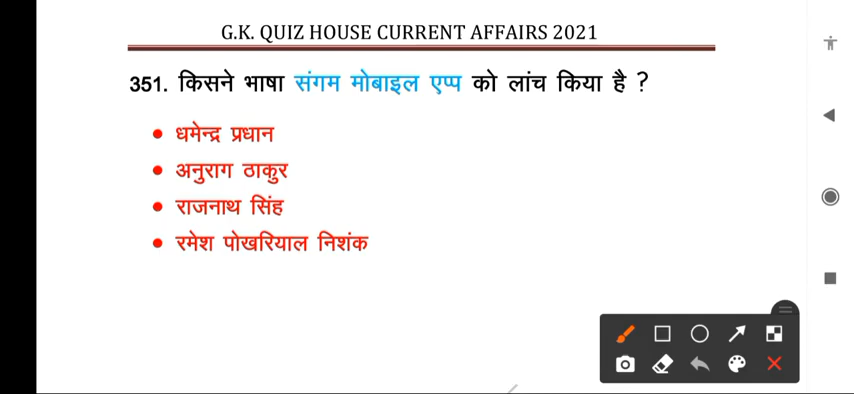 G.K. QUIZ HOUSE CURRENT AFFAIRS 2021
351. किसने भाषा संगम मोबाइल एप्प को लांच किया है ?
• धमेन्द्र प्रधान
• अनुराग ठाकुर
• राजनाथ सिंह
• रमेश पोखरियाल निशंक